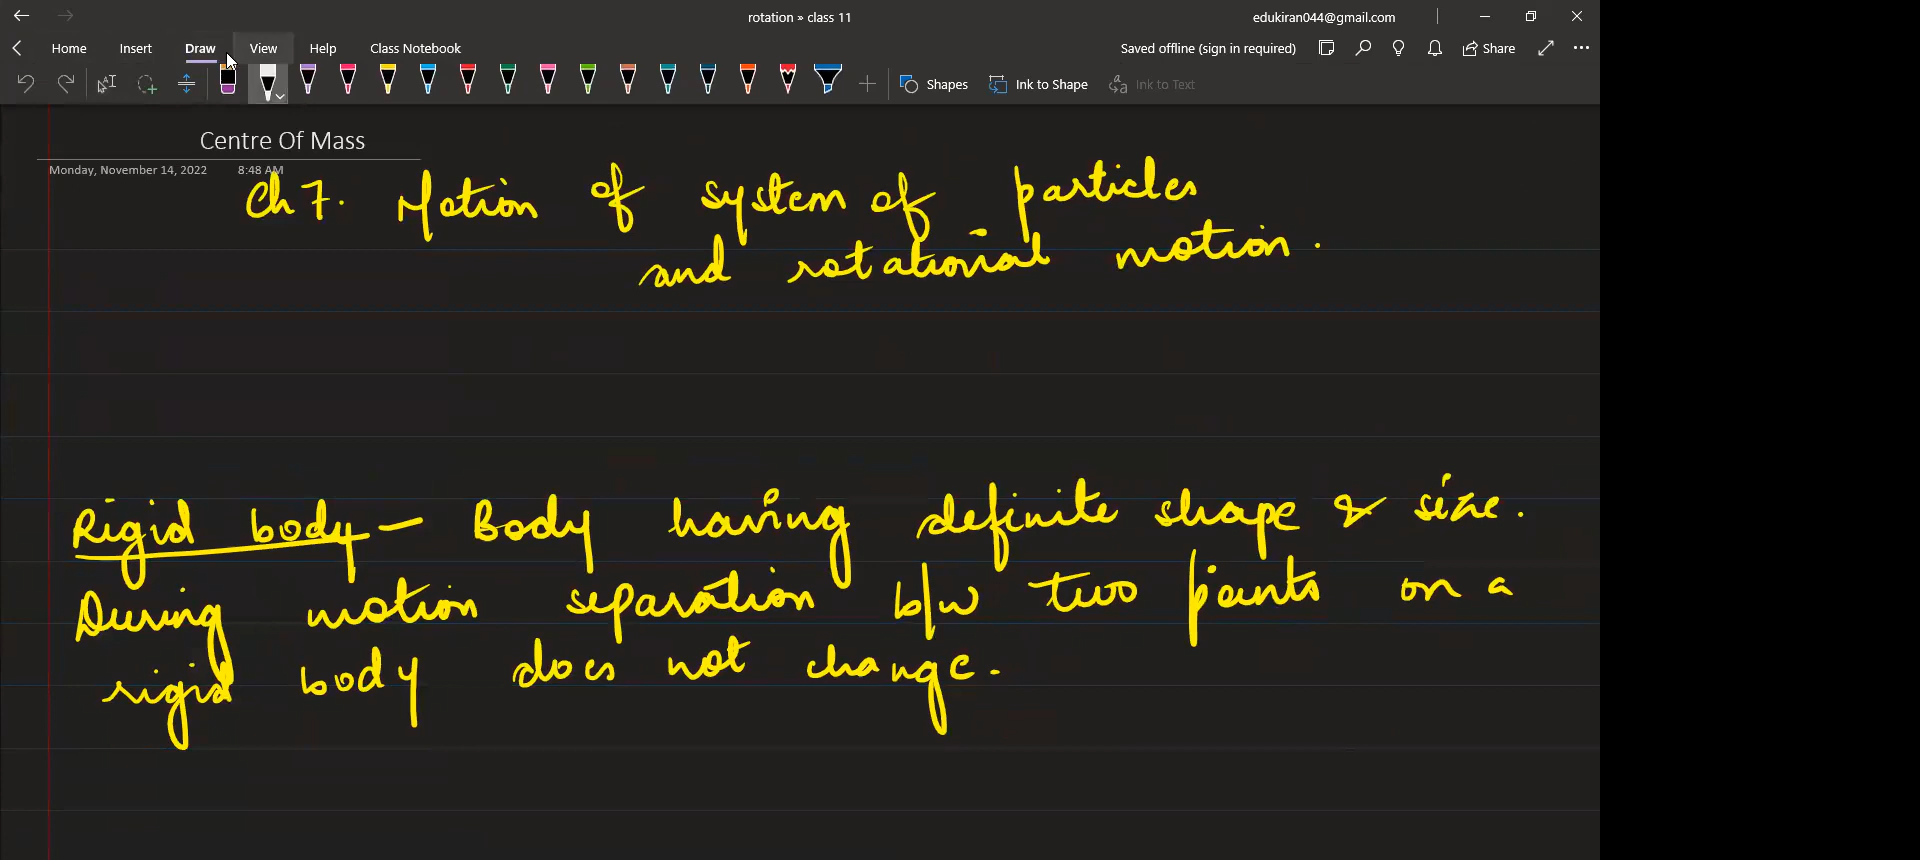 rotation » class 11
edukiran044@gmail.com
Home Insert Draw View Help Class Notebook
Saved offline (sign in required)
Share
Shapes
Ink to Shape
Ink to Text
Centre Of Mass
Monday, November 14, 2022 8:48 AM
Ch 7. Motion of system of particles
and rotational motion.
Rigid body - Body having definite shape & size.
During motion separation b/w two points on a
rigid body does not change.